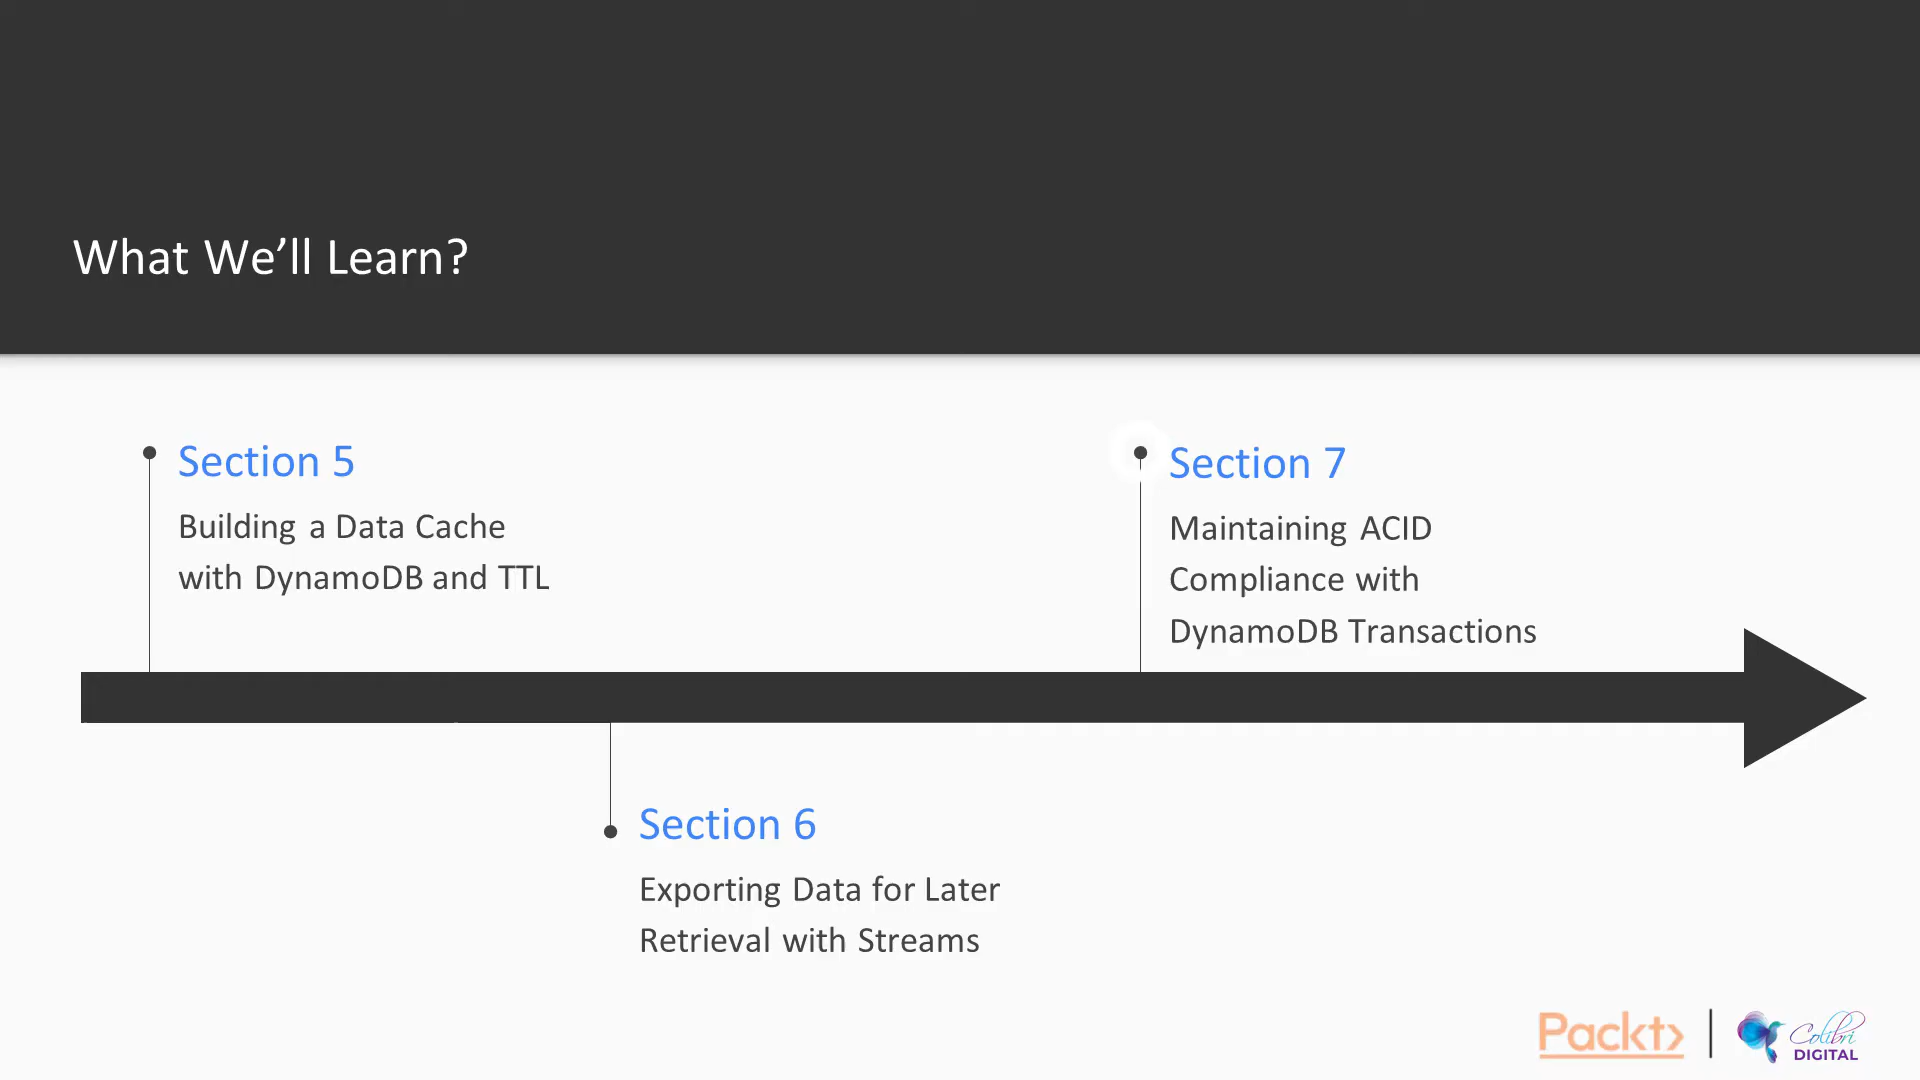 What We’ll Learn?
Section 5
Building a Data Cache
with DynamoDB and TTL
Section 7
Maintaining ACID
Compliance with
DynamoDB Transactions
Section 6
Exporting Data for Later
Retrieval with Streams
Packt>
Colibri
DIGITAL